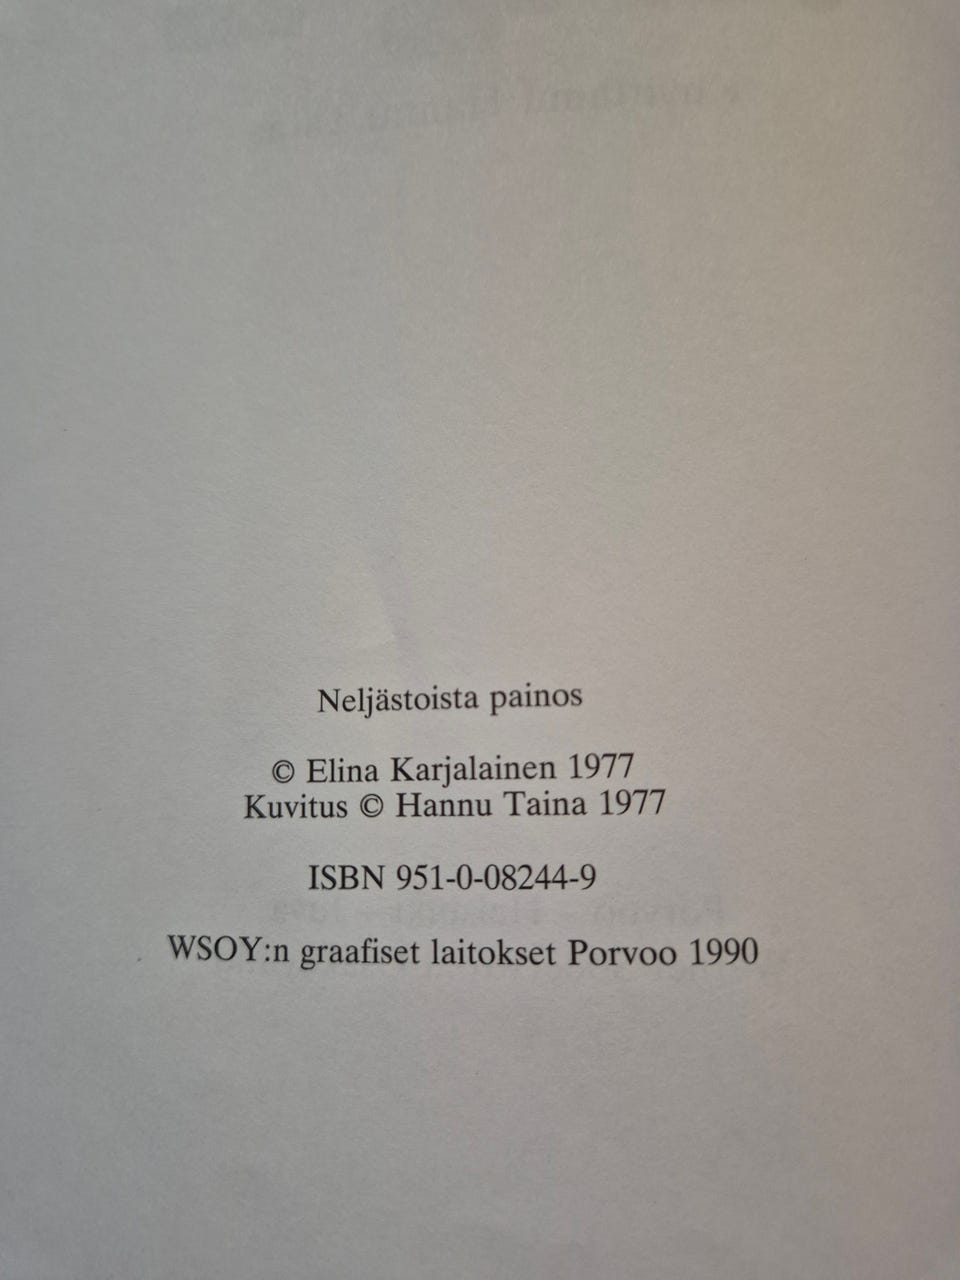 Neljästoista painos
© Elina Karjalainen 1977
Kuvitus © Hannu Taina 1977
ISBN 951-0-08244-9
WSOY:n graafiset laitokset Porvoo 1990